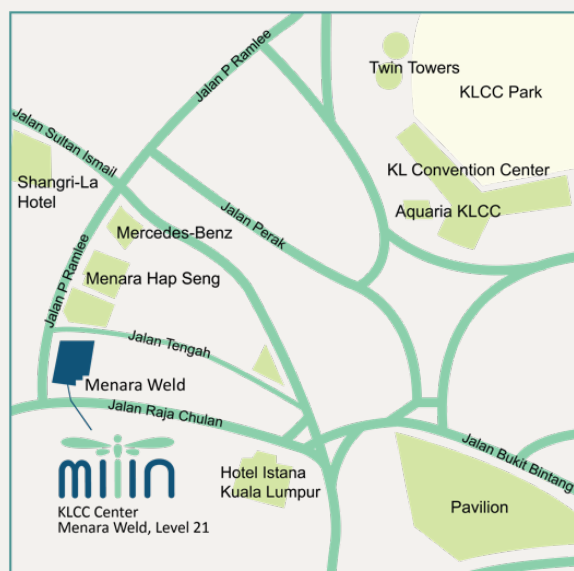 Jalan P Ramlee
Twin Towers
KLCC Park
Jalan Sultan Ismail
KL Convention Center
Shangri-La
Hotel
Jalan Perak
Aquaria KLCC
Mercedes-Benz
Jalan P Ramlee
Menara Hap Seng
Jalan Tengah
Menara Weld
Jalan Raja Chulan
Jalan Bukit Bintang
miiin
KLCC Center
Menara Weld, Level 21
Hotel Istana
Kuala Lumpur
Pavilion